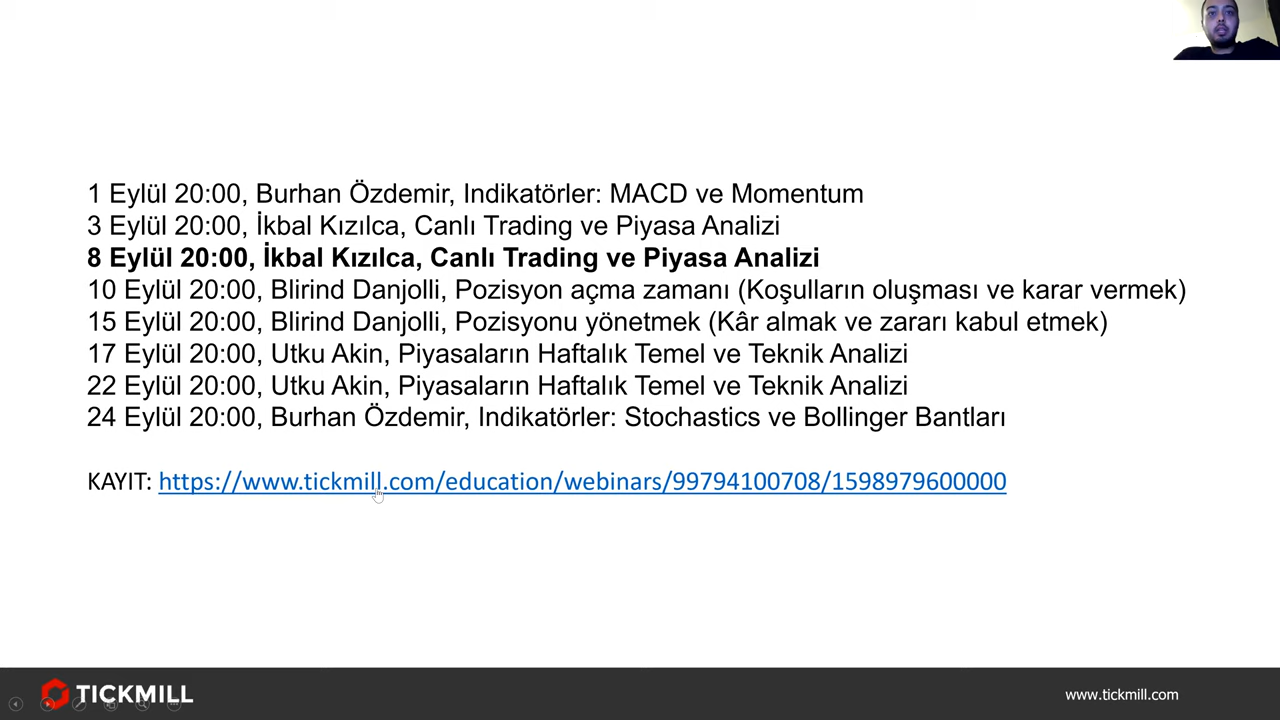 1 Eylül 20:00, Burhan Özdemir, Indikatörler: MACD ve Momentum
3 Eylül 20:00, İkbal Kızılca, Canlı Trading ve Piyasa Analizi
8 Eylül 20:00, İkbal Kızılca, Canlı Trading ve Piyasa Analizi
10 Eylül 20:00, Blirind Danjolli, Pozisyon açma zamanı (Koşulların oluşması ve karar vermek)
15 Eylül 20:00, Blirind Danjolli, Pozisyonu yönetmek (Kâr almak ve zararı kabul etmek)
17 Eylül 20:00, Utku Akin, Piyasaların Haftalık Temel ve Teknik Analizi
22 Eylül 20:00, Utku Akin, Piyasaların Haftalık Temel ve Teknik Analizi
24 Eylül 20:00, Burhan Özdemir, Indikatörler: Stochastics ve Bollinger Bantları
KAYIT: https://www.tickmill.com/education/webinars/99794100708/1598979600000
TICKMILL
www.tickmill.com